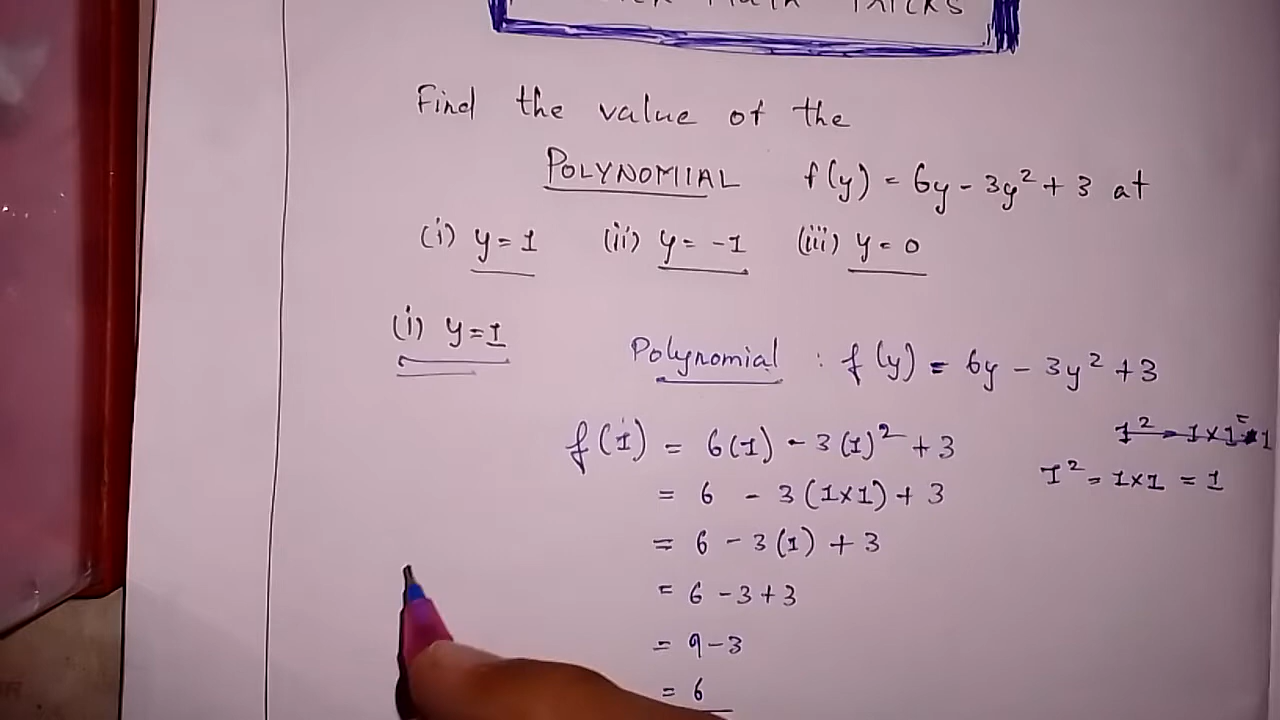 Math Tricks
Find the value of the
POLYNOMIAL f(y) = 6y - 3y² + 3 at
(i) y = 1 (ii) y = -1 (iii) y = 0
(i) y = 1
Polynomial : f(y) = 6y - 3y² + 3
f(1) = 6(1) - 3(1)² + 3
= 6 - 3(1×1) + 3
1² = 1×1 = 1
= 6 - 3(1) + 3
= 6 - 3 + 3
= 9 - 3
= 6